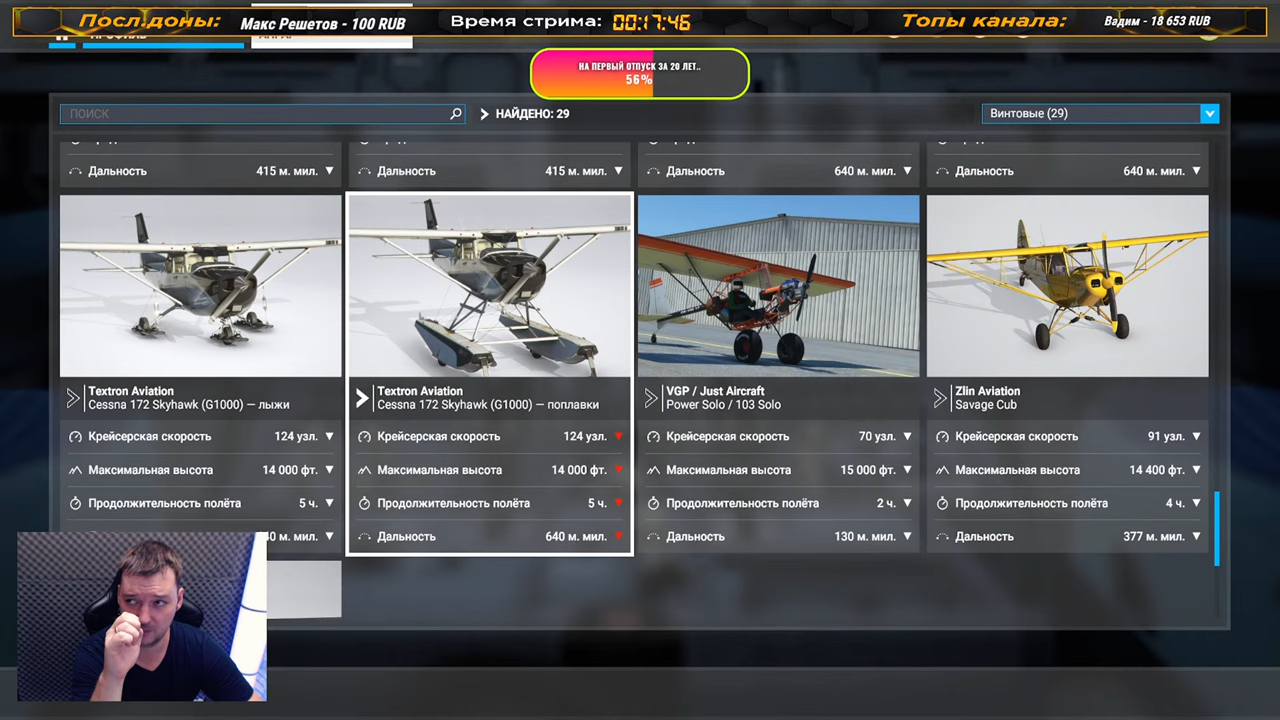 Посл.доны:
Макс Решетов - 100 RUB
Время стрима:
00:17:46
Топы канала:
Вадим - 18 653 RUB
НА ПЕРВЫЙ ОТПУСК ЗА 20 ЛЕТ..
56%
ПОИСК
НАЙДЕНО: 29
Винтовые (29)
Дальность 415 м. мил.
Дальность 415 м. мил.
Дальность 640 м. мил.
Дальность 640 м. мил.
Textron Aviation
Cessna 172 Skyhawk (G1000) — лыжи
Крейсерская скорость 124 узл.
Максимальная высота 14 000 фт.
Продолжительность полёта 5 ч.
м. мил.
Textron Aviation
Cessna 172 Skyhawk (G1000) — поплавки
Крейсерская скорость 124 узл.
Максимальная высота 14 000 фт.
Продолжительность полёта 5 ч.
Дальность 640 м. мил.
VGP / Just Aircraft
Power Solo / 103 Solo
Крейсерская скорость 70 узл.
Максимальная высота 15 000 фт.
Продолжительность полёта 2 ч.
Дальность 130 м. мил.
Zlin Aviation
Savage Cub
Крейсерская скорость 91 узл.
Максимальная высота 14 400 фт.
Продолжительность полёта 4 ч.
Дальность 377 м. мил.